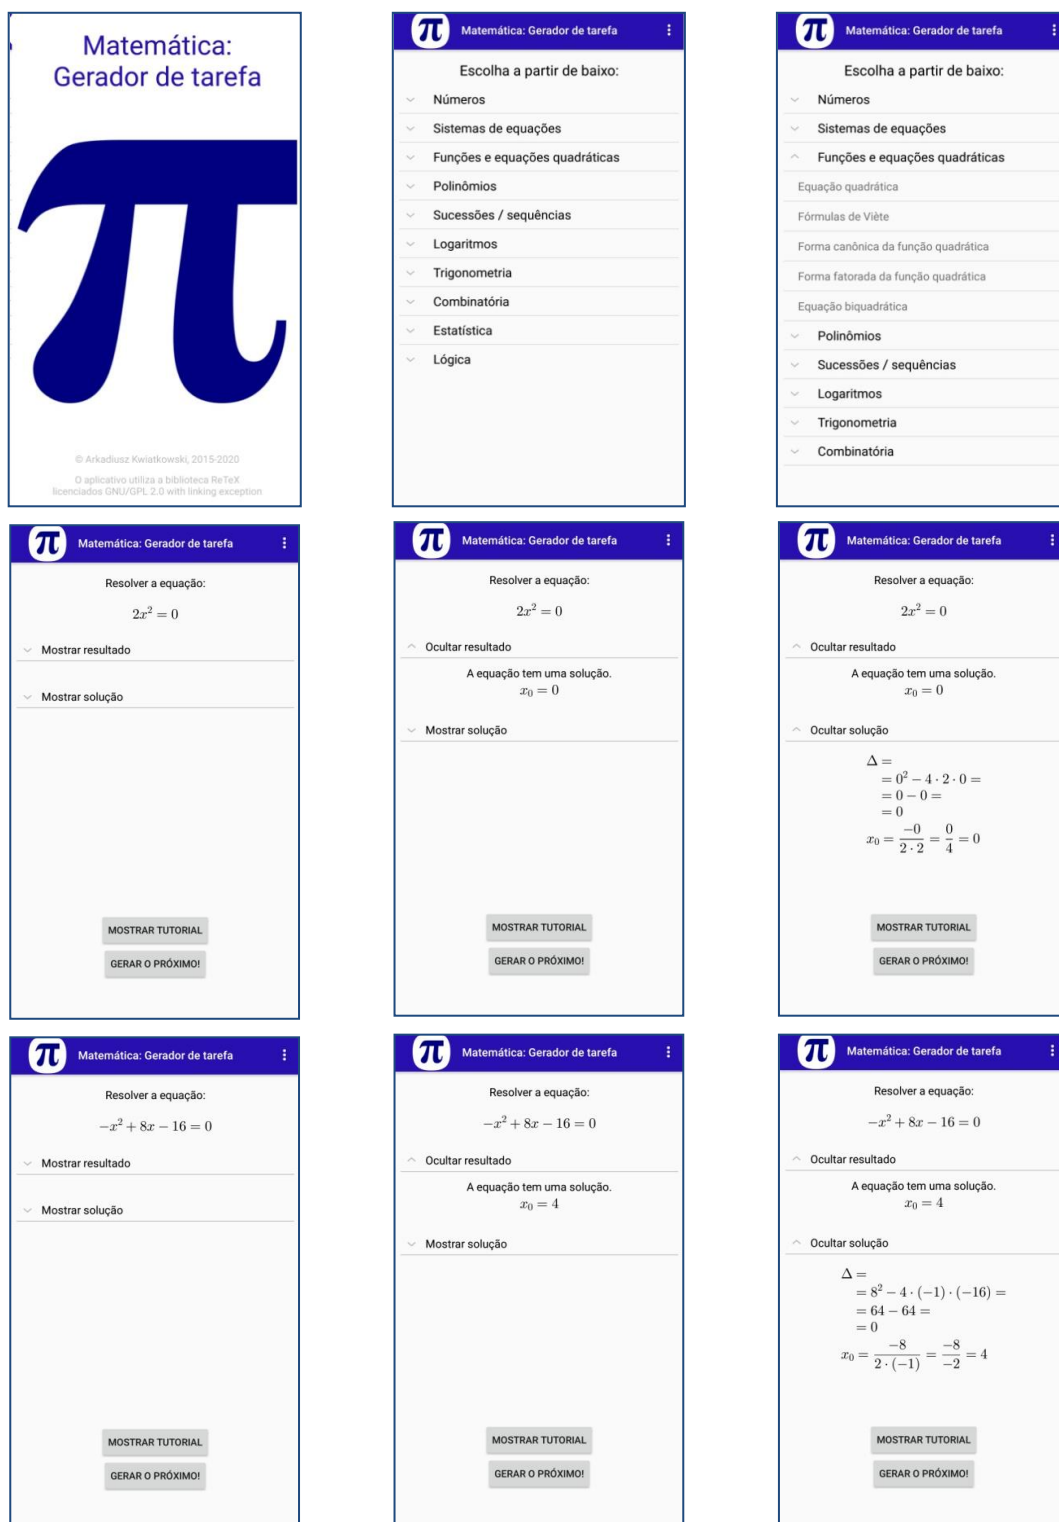 Matemática:
Gerador de tarefa
π
© Arkadiusz Kwiatkowski, 2015-2020
O aplicativo utiliza a biblioteca ReTeX
licenciados GNU/GPL 2.0 with linking exception
π Matemática: Gerador de tarefa
Escolha a partir de baixo:
Números
Sistemas de equações
Funções e equações quadráticas
Polinômios
Sucessões / sequências
Logaritmos
Trigonometria
Combinatória
Estatística
Lógica
π Matemática: Gerador de tarefa
Escolha a partir de baixo:
Números
Sistemas de equações
Funções e equações quadráticas
Equação quadrática
Fórmulas de Viète
Forma canônica da função quadrática
Forma fatorada da função quadrática
Equação biquadrática
Polinômios
Sucessões / sequências
Logaritmos
Trigonometria
Combinatória
π Matemática: Gerador de tarefa
Resolver a equação:
2x² = 0
Mostrar resultado
Mostrar solução
MOSTRAR TUTORIAL
GERAR O PRÓXIMO!
π Matemática: Gerador de tarefa
Resolver a equação:
2x² = 0
Ocultar resultado
A equação tem uma solução.
x₀ = 0
Mostrar solução
MOSTRAR TUTORIAL
GERAR O PRÓXIMO!
π Matemática: Gerador de tarefa
Resolver a equação:
2x² = 0
Ocultar resultado
A equação tem uma solução.
x₀ = 0
Ocultar solução
Δ =
= 0² − 4 · 2 · 0 =
= 0 − 0 =
= 0
x₀ = −0 / 2 · 2 = 0 / 4 = 0
MOSTRAR TUTORIAL
GERAR O PRÓXIMO!
π Matemática: Gerador de tarefa
Resolver a equação:
−x² + 8x − 16 = 0
Mostrar resultado
Mostrar solução
MOSTRAR TUTORIAL
GERAR O PRÓXIMO!
π Matemática: Gerador de tarefa
Resolver a equação:
−x² + 8x − 16 = 0
Ocultar resultado
A equação tem uma solução.
x₀ = 4
Mostrar solução
MOSTRAR TUTORIAL
GERAR O PRÓXIMO!
π Matemática: Gerador de tarefa
Resolver a equação:
−x² + 8x − 16 = 0
Ocultar resultado
A equação tem uma solução.
x₀ = 4
Ocultar solução
Δ =
= 8² − 4 · (−1) · (−16) =
= 64 − 64 =
= 0
x₀ = −8 / 2 · (−1) = −8 / −2 = 4
MOSTRAR TUTORIAL
GERAR O PRÓXIMO!